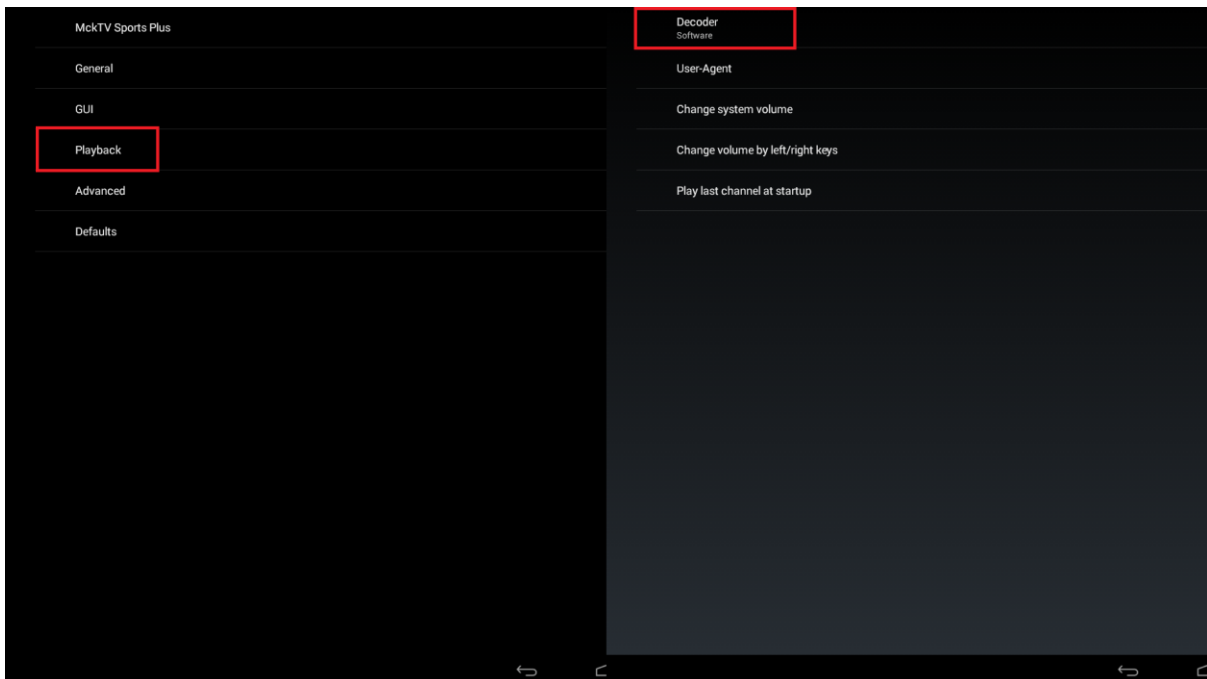 MckTV Sports Plus
General
GUI
Playback
Advanced
Defaults
Decoder
Software
User-Agent
Change system volume
Change volume by left/right keys
Play last channel at startup